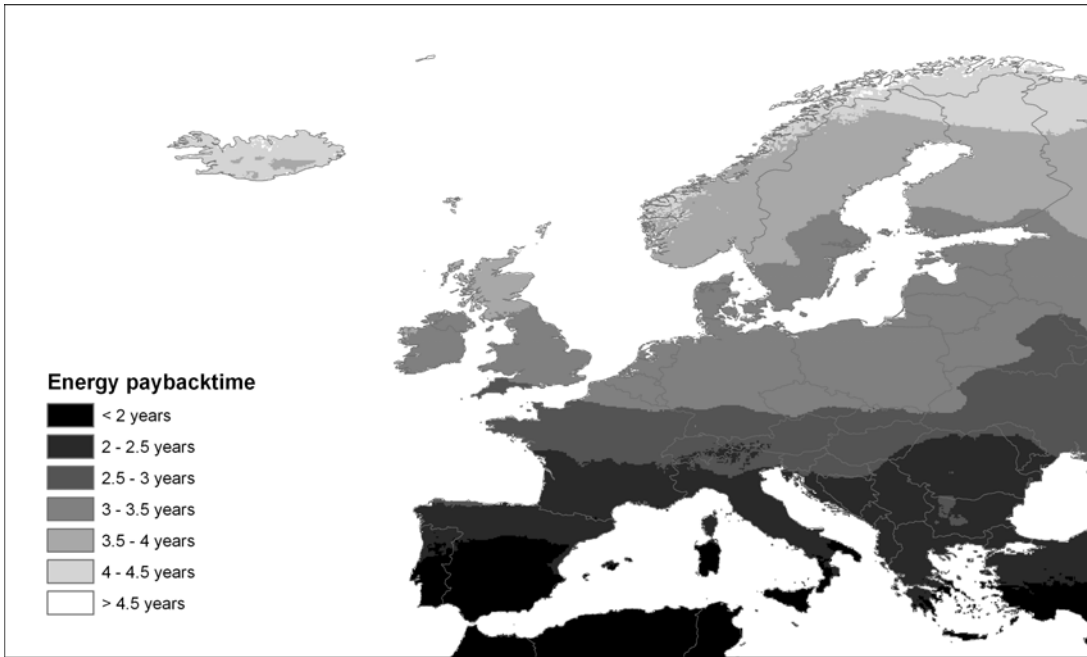 Energy paybacktime
< 2 years
2 - 2.5 years
2.5 - 3 years
3 - 3.5 years
3.5 - 4 years
4 - 4.5 years
> 4.5 years